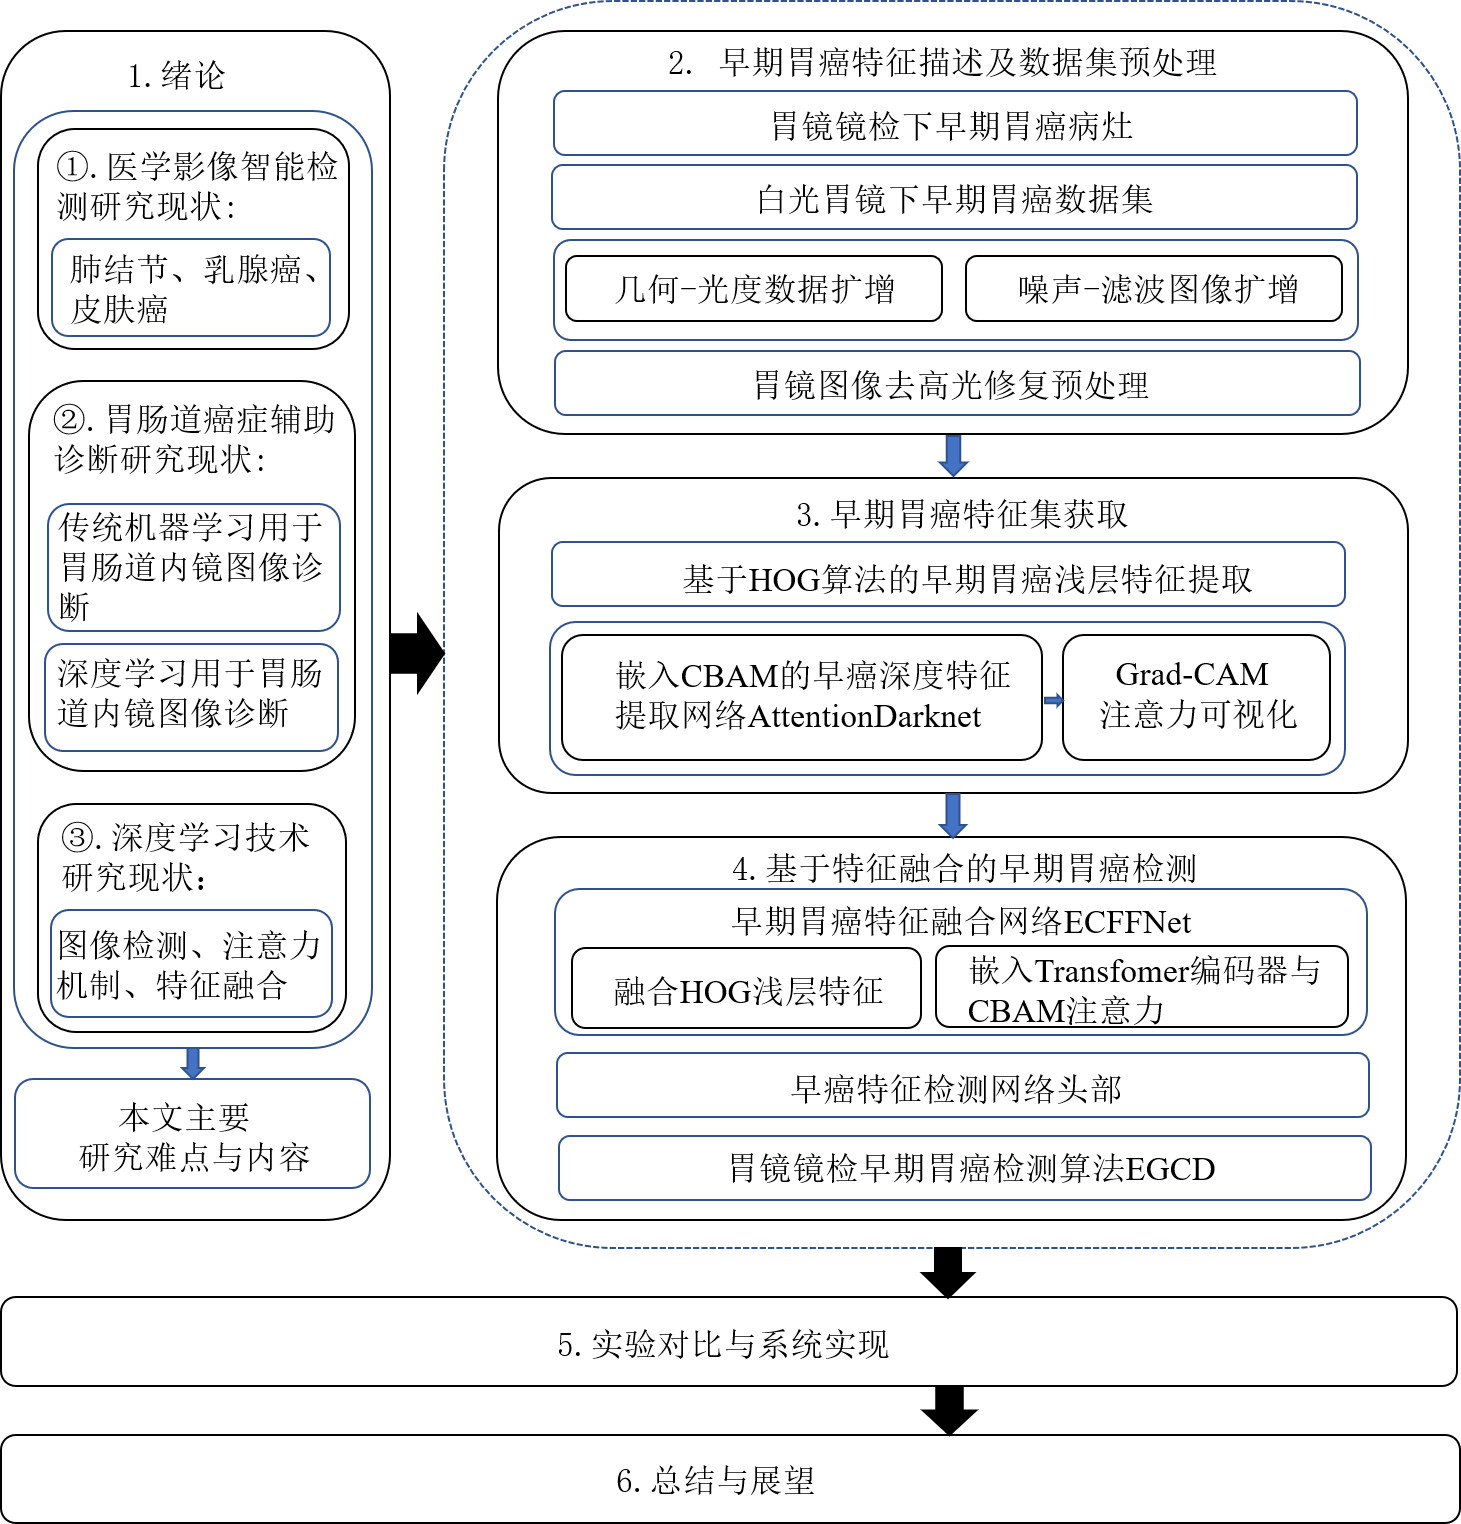 1.绪论
①.医学影像智能检
测研究现状:
肺结节、乳腺癌、
皮肤癌
②.胃肠道癌症辅助
诊断研究现状:
传统机器学习用于
胃肠道内镜图像诊
断
深度学习用于胃肠
道内镜图像诊断
③.深度学习技术
研究现状：
图像检测、注意力
机制、特征融合
本文主要
研究难点与内容
2. 早期胃癌特征描述及数据集预处理
胃镜镜检下早期胃癌病灶
白光胃镜下早期胃癌数据集
几何-光度数据扩增
噪声-滤波图像扩增
胃镜图像去高光修复预处理
3.早期胃癌特征集获取
基于HOG算法的早期胃癌浅层特征提取
嵌入CBAM的早癌深度特征
提取网络AttentionDarknet
Grad-CAM
注意力可视化
4.基于特征融合的早期胃癌检测
早期胃癌特征融合网络ECFFNet
融合HOG浅层特征
嵌入Transfomer编码器与
CBAM注意力
早癌特征检测网络头部
胃镜镜检早期胃癌检测算法EGCD
5.实验对比与系统实现
6.总结与展望